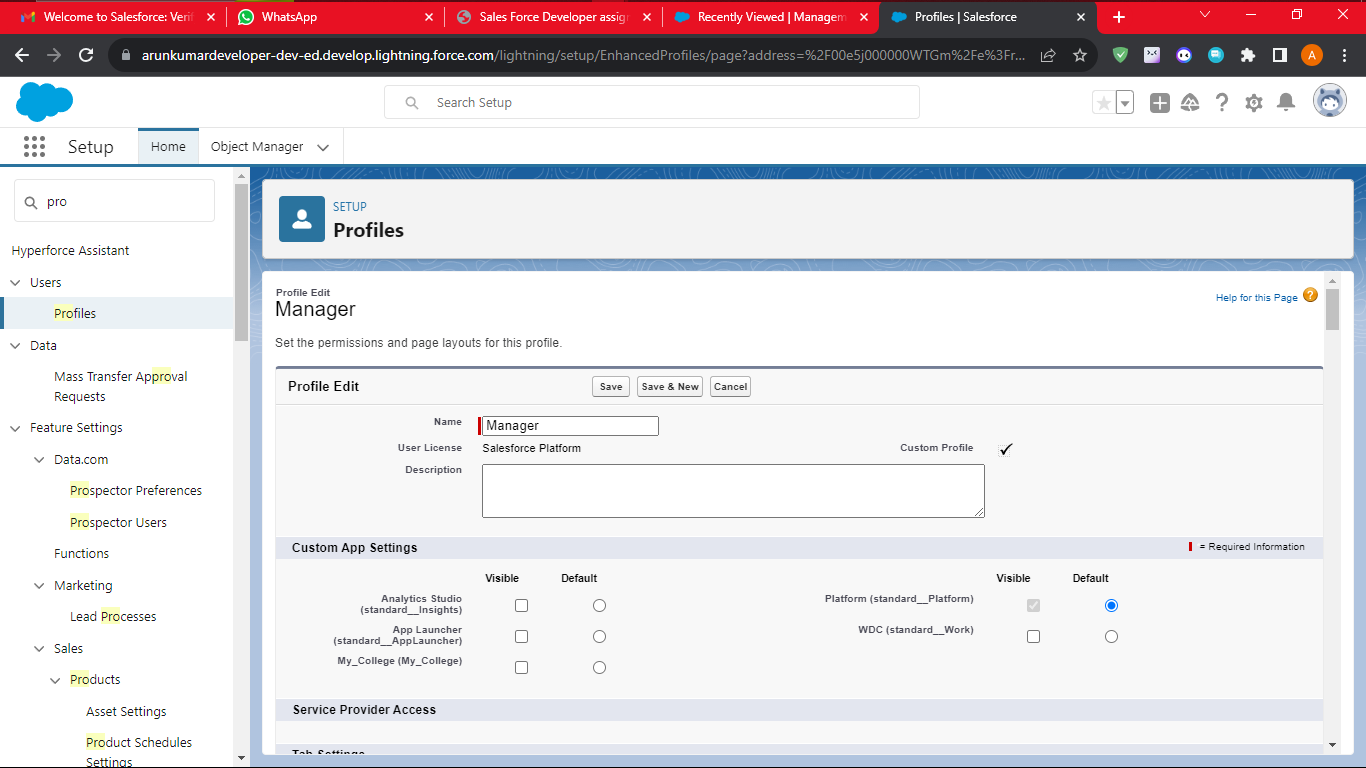 Welcome to Salesforce: Verif
WhatsApp
Sales Force Developer assign
Recently Viewed | Managem
Profiles | Salesforce
arunkumardeveloper-dev-ed.develop.lightning.force.com/lightning/setup/EnhancedProfiles/page?address=%2F00e5j000000WTGm%2Fe%3Fr...
A
Search Setup
Setup
Home
Object Manager
pro
Hyperforce Assistant
Users
Profiles
Data
Mass Transfer Approval
Requests
Feature Settings
Data.com
Prospector Preferences
Prospector Users
Functions
Marketing
Lead Processes
Sales
Products
Asset Settings
Product Schedules
Settings
SETUP
Profiles
Profile Edit
Manager
Help for this Page
Set the permissions and page layouts for this profile.
Profile Edit
Save
Save & New
Cancel
Name
Manager
User License
Salesforce Platform
Custom Profile
Description
Custom App Settings
= Required Information
Visible Default
Visible Default
Analytics Studio
(standard__Insights)
Platform (standard__Platform)
App Launcher
(standard__AppLauncher)
WDC (standard__Work)
My_College (My_College)
Service Provider Access
Tab Settings